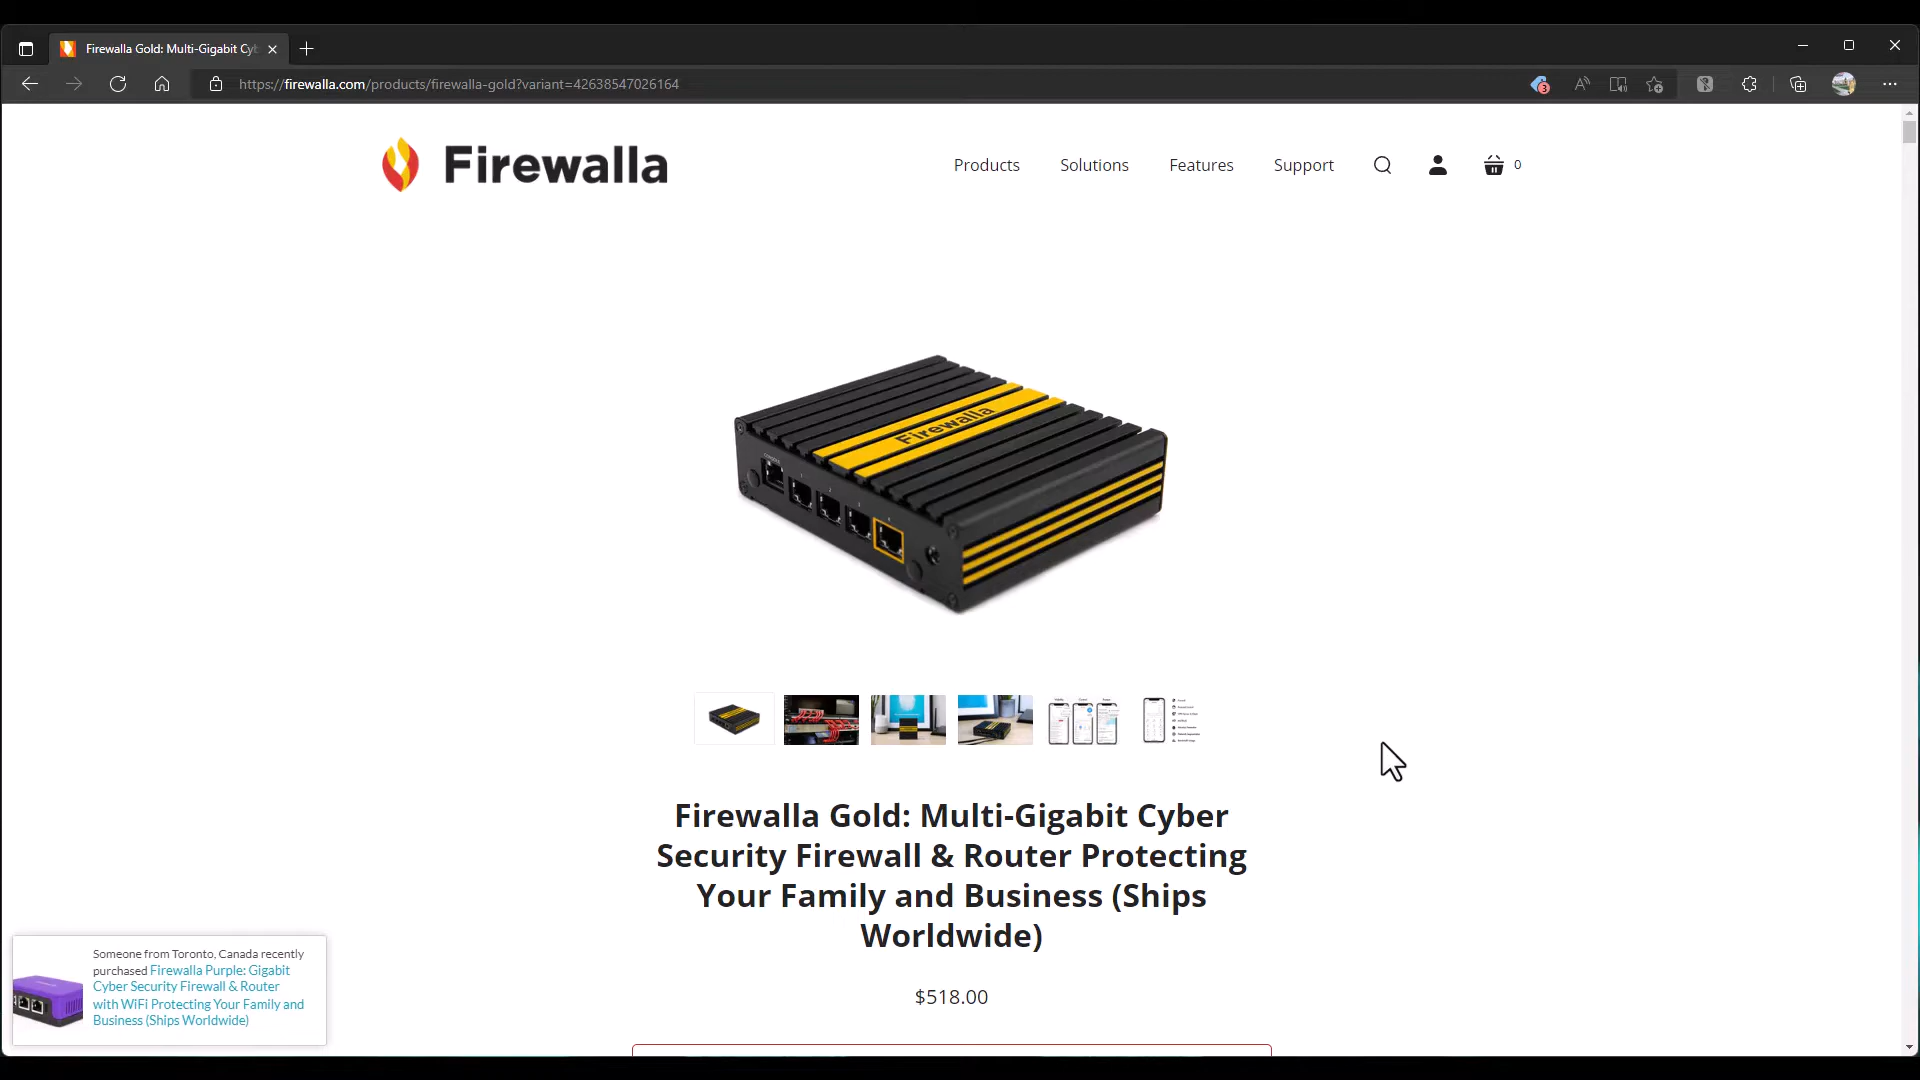 Firewalla Gold: Multi-Gigabit Cyb
https://firewalla.com/products/firewalla-gold?variant=42638547026164
3
Firewalla
Products
Solutions
Features
Support
0
Firewalla
Firewalla Gold: Multi-Gigabit Cyber
Security Firewall & Router Protecting
Your Family and Business (Ships
Worldwide)
$518.00
Someone from Toronto, Canada recently
purchased Firewalla Purple: Gigabit
Cyber Security Firewall & Router
with WiFi Protecting Your Family and
Business (Ships Worldwide)